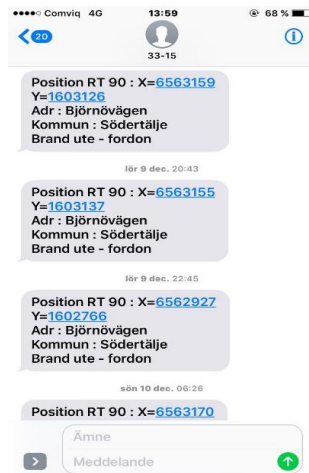 Comviq 4G 13:59 68 %
20
33-15
Position RT 90 : X=6563159
Y=1603126
Adr : Björnövägen
Kommun : Södertälje
Brand ute - fordon
lör 9 dec. 20:43
Position RT 90 : X=6563155
Y=1603137
Adr : Björnövägen
Kommun : Södertälje
Brand ute - fordon
lör 9 dec. 22:45
Position RT 90 : X=6562927
Y=1602766
Adr : Björnövägen
Kommun : Södertälje
Brand ute - fordon
sön 10 dec. 06:26
Position RT 90 : X=6563170
Ämne
Meddelande